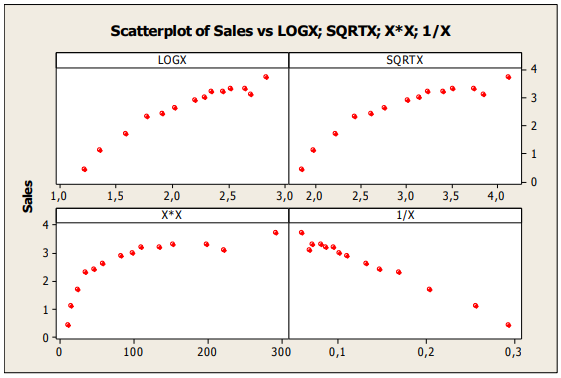 Scatterplot of Sales vs LOGX; SQRTX; X*X; 1/X
LOGX SQRTX
4
3
2
1
0
1,0 1,5 2,0 2,5 3,0 2,0 2,5 3,0 3,5 4,0
Sales
X*X 1/X
4
3
2
1
0
0 100 200 300 0,1 0,2 0,3